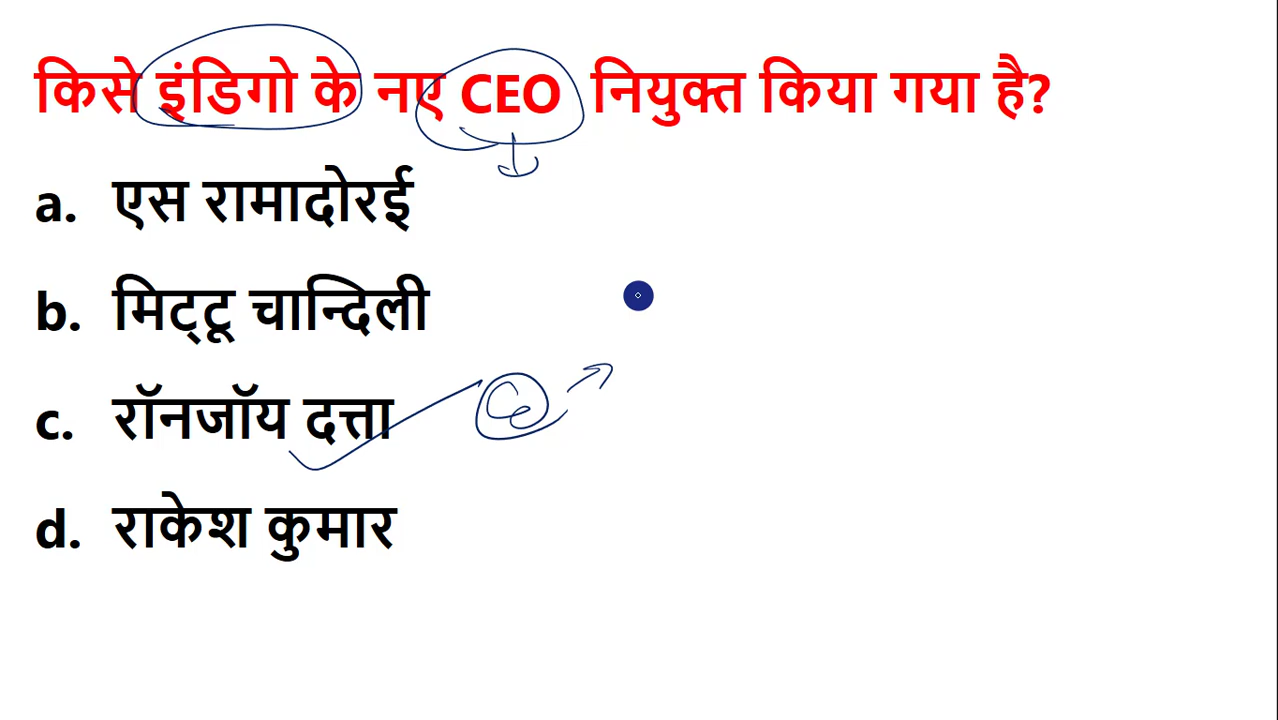 किसे इंडिगो के नए CEO नियुक्त किया गया है?
a. एस रामादोरई
b. मिट्टू चान्दिली
c. रॉनजॉय दत्ता
d. राकेश कुमार